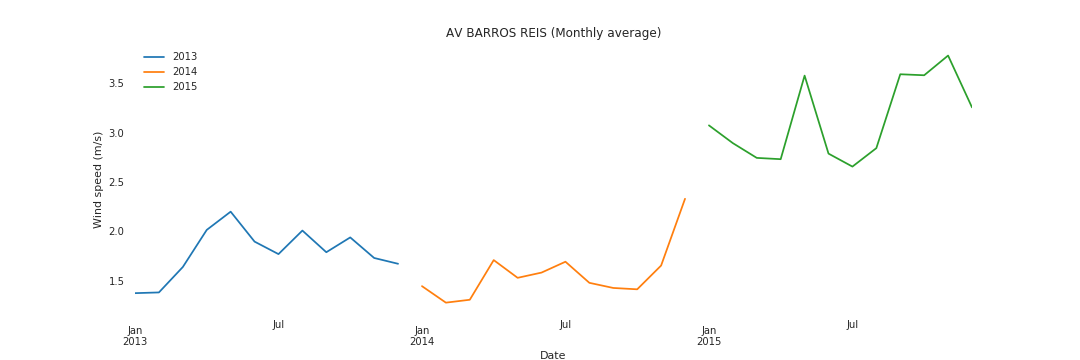 AV BARROS REIS (Monthly average)
2013
2014
2015
Wind speed (m/s)
3.5
3.0
2.5
2.0
1.5
Jan
2013
Jul
Jan
2014
Jul
Jan
2015
Jul
Date